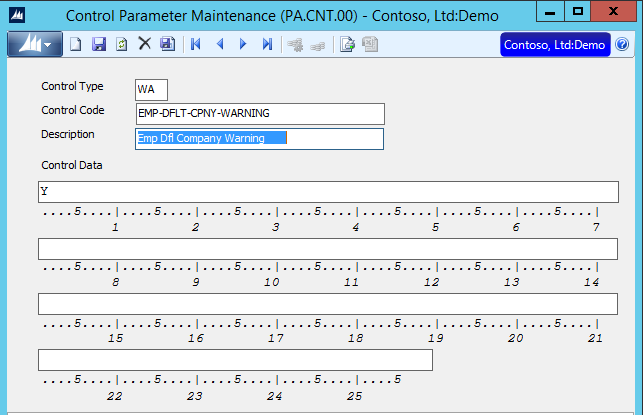 Control Parameter Maintenance (PA.CNT.00) - Contoso, Ltd:Demo
Contoso, Ltd:Demo
Control Type WA
Control Code EMP-DFLT-CPNY-WARNING
Description Emp Dfl Company Warning
Control Data
Y
....5....|....5....|....5....|....5....|....5....|....5....|....5....|
1 2 3 4 5 6 7
....5....|....5....|....5....|....5....|....5....|....5....|....5....|
8 9 10 11 12 13 14
....5....|....5....|....5....|....5....|....5....|....5....|....5....|
15 16 17 18 19 20 21
....5....|....5....|....5....|....5....|....5
22 23 24 25